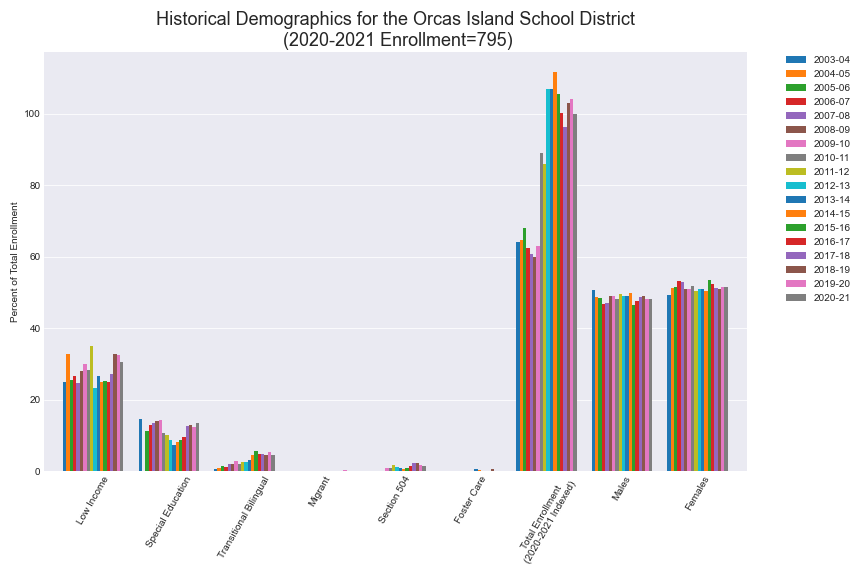 Historical Demographics for the Orcas Island School District
(2020-2021 Enrollment=795)
Percent of Total Enrollment
100
80
60
40
20
0
Low Income
Special Education
Transitional Bilingual
Migrant
Section 504
Foster Care
Total Enrollment
(2020-2021 Indexed)
Males
Females
2003-04
2004-05
2005-06
2006-07
2007-08
2008-09
2009-10
2010-11
2011-12
2012-13
2013-14
2014-15
2015-16
2016-17
2017-18
2018-19
2019-20
2020-21